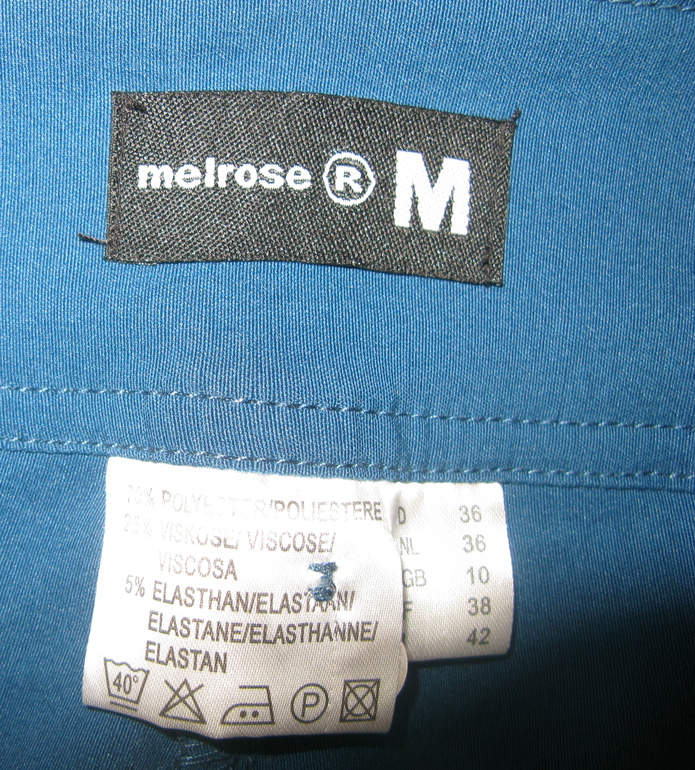 melrose ® M
70% POLYESTER/POLIESTERE
25% VISKOSE/ VISCOSE/
VISCOSA
5% ELASTHAN/ELASTAAN/
ELASTANE/ELASTHANNE/
ELASTAN
40°
P
D 36
NL 36
GB 10
F 38
42